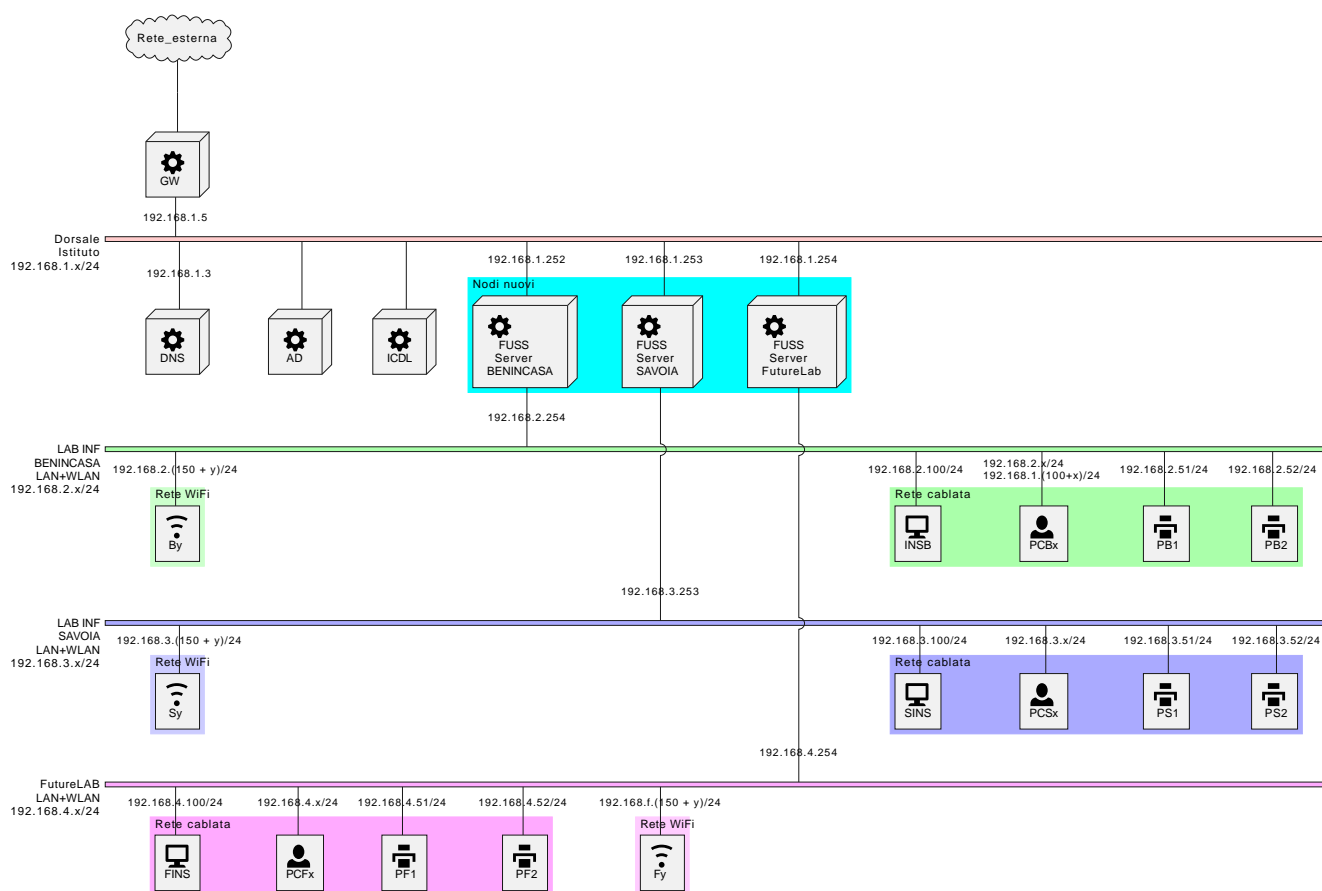 Rete_esterna
GW
192.168.1.5
Dorsale
Istituto
192.168.1.x/24
192.168.1.3
192.168.1.252
192.168.1.253
192.168.1.254
Nodi nuovi
DNS
AD
ICDL
FUSS
Server
BENINCASA
FUSS
Server
SAVOIA
FUSS
Server
FutureLab
192.168.2.254
LAB INF
BENINCASA
LAN+WLAN
192.168.2.x/24
192.168.2.(150 + y)/24
192.168.2.100/24
192.168.2.x/24
192.168.1.(100+x)/24
192.168.2.51/24
192.168.2.52/24
Rete WiFi
Rete cablata
By
INSB
PCBx
PB1
PB2
192.168.3.253
LAB INF
SAVOIA
LAN+WLAN
192.168.3.x/24
192.168.3.(150 + y)/24
192.168.3.100/24
192.168.3.x/24
192.168.3.51/24
192.168.3.52/24
Rete WiFi
Rete cablata
Sy
SINS
PCSx
PS1
PS2
192.168.4.254
FutureLAB
LAN+WLAN
192.168.4.x/24
192.168.4.100/24
192.168.4.x/24
192.168.4.51/24
192.168.4.52/24
192.168.f.(150 + y)/24
Rete cablata
Rete WiFi
FINS
PCFx
PF1
PF2
Fy